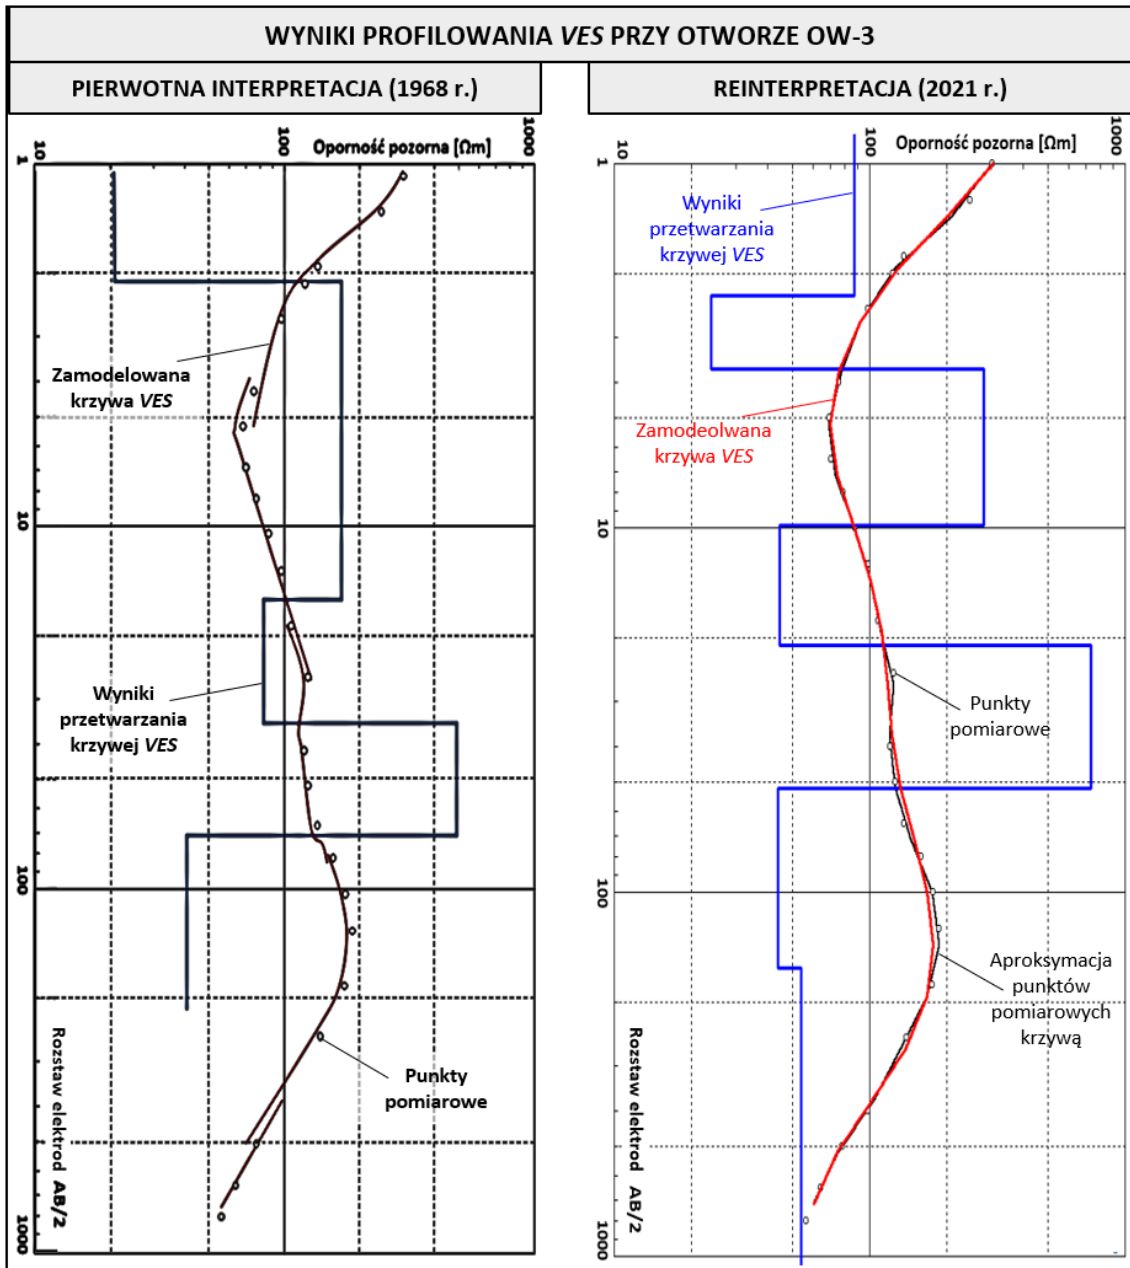 WYNIKI PROFILOWANIA VES PRZY OTWORZE OW-3
PIERWOTNA INTERPRETACJA (1968 r.)
10
100
1000
Oporność pozorna [Ωm]
1
10
100
1000
Zamodelowana
krzywa VES
Wyniki
przetwarzania
krzywej VES
Punkty
pomiarowe
Rozstaw elektrod AB/2
REINTERPRETACJA (2021 r.)
10
100
1000
Oporność pozorna [Ωm]
1
10
100
1000
Wyniki
przetwarzania
krzywej VES
Zamodeolwana
krzywa VES
Punkty
pomiarowe
Aproksymacja
punktów
pomiarowych
krzywą
Rozstaw elektrod AB/2